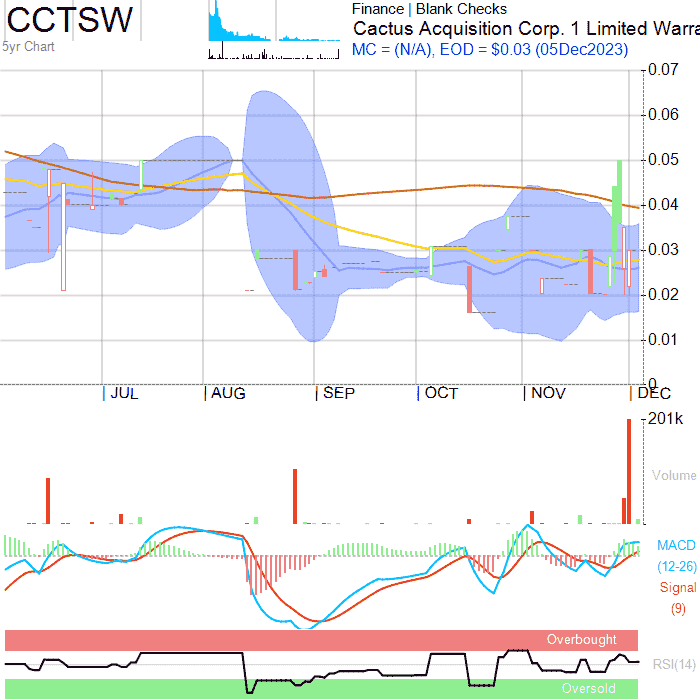 CCTSW
5yr Chart
Finance | Blank Checks
Cactus Acquisition Corp. 1 Limited Warra
MC = (N/A), EOD = $0.03 (05Dec2023)
0.07
0.06
0.05
0.04
0.03
0.02
0.01
0
JUL AUG SEP OCT NOV DEC
201k
Volume
MACD
(12-26)
Signal
(9)
Overbought
RSI(14)
Oversold